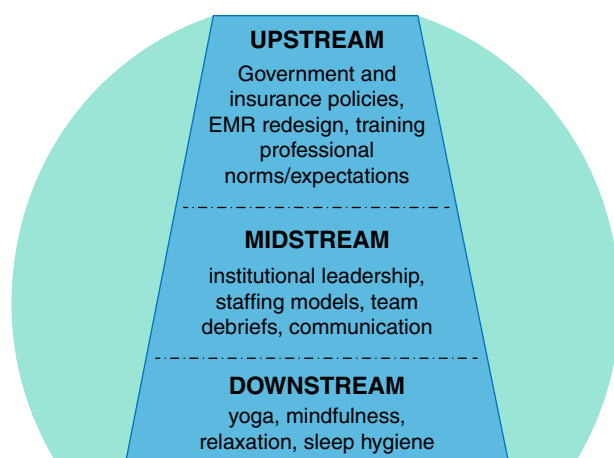 UPSTREAM
Government and
insurance policies,
EMR redesign, training
professional
norms/expectations
MIDSTREAM
institutional leadership,
staffing models, team
debriefs, communication
DOWNSTREAM
yoga, mindfulness,
relaxation, sleep hygiene